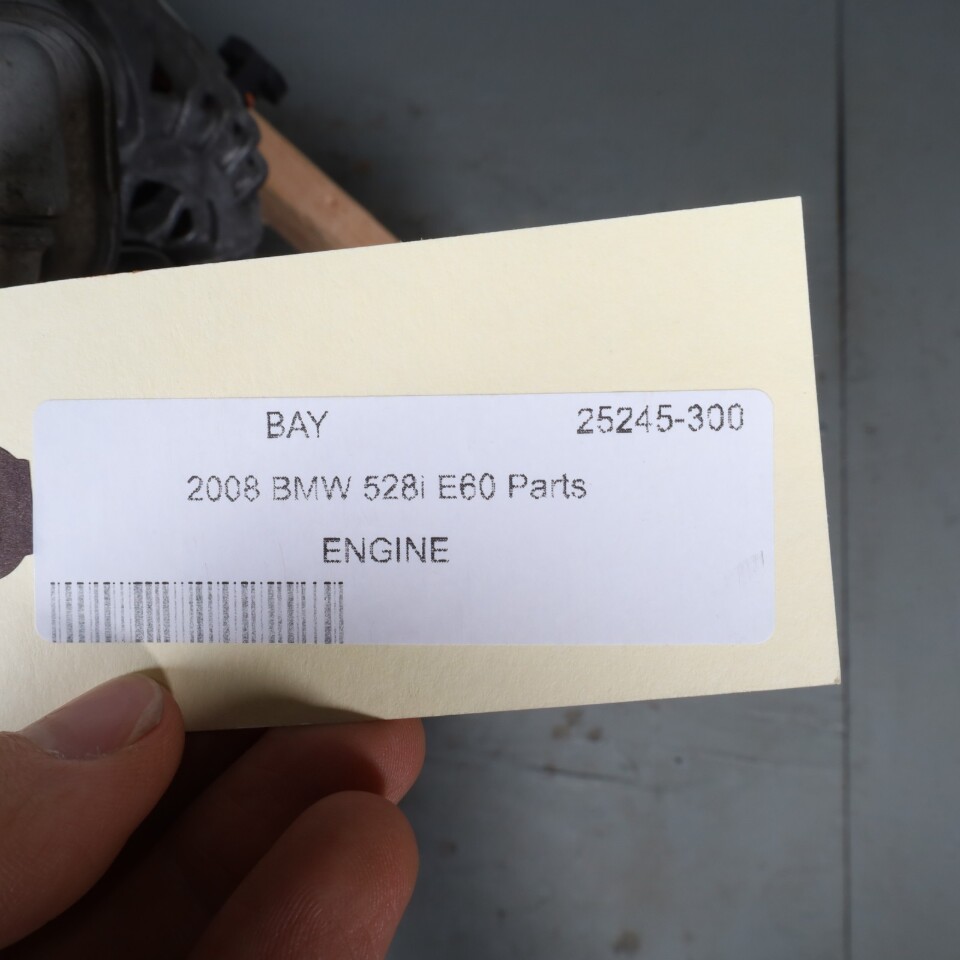 BAY 25245-300
2008 BMW 528i E60 Parts
ENGINE